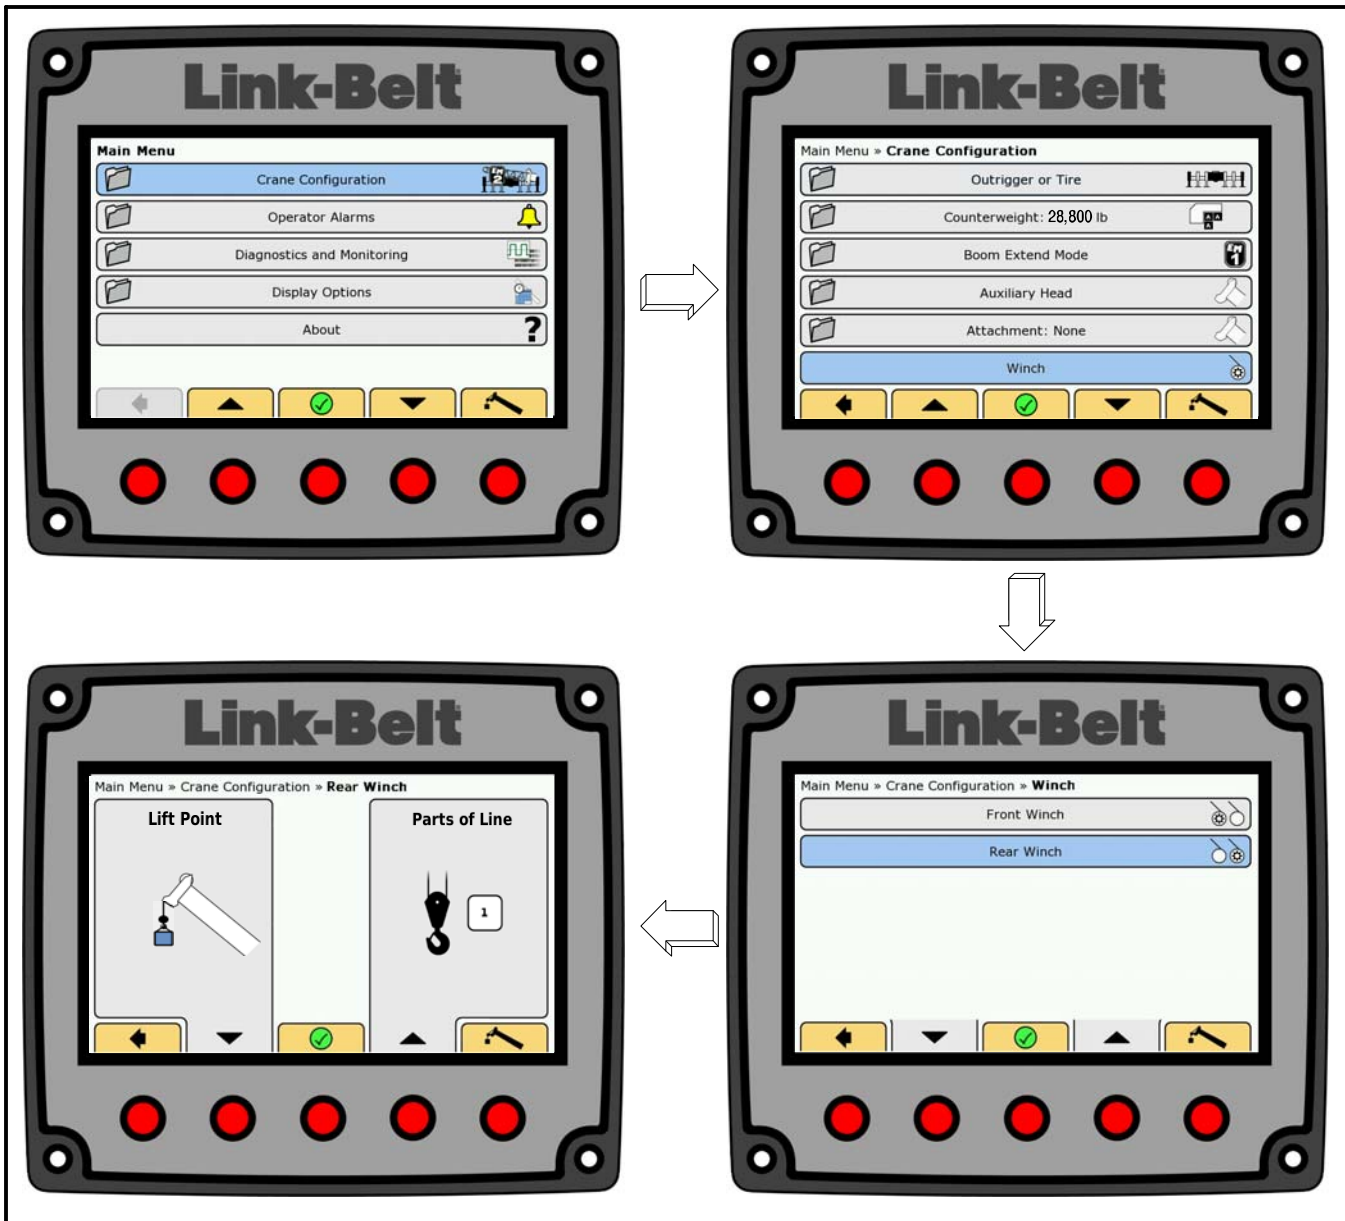 Link-Belt
Main Menu
Crane Configuration
2
Operator Alarms
Diagnostics and Monitoring
Display Options
About
?
Link-Belt
Main Menu » Crane Configuration
Outrigger or Tire
Counterweight: 28,800 lb
A A
A
Boom Extend Mode
EM
1
Auxiliary Head
Attachment: None
Winch
Link-Belt
Main Menu » Crane Configuration » Rear Winch
Lift Point
Parts of Line
1
Link-Belt
Main Menu » Crane Configuration » Winch
Front Winch
Rear Winch